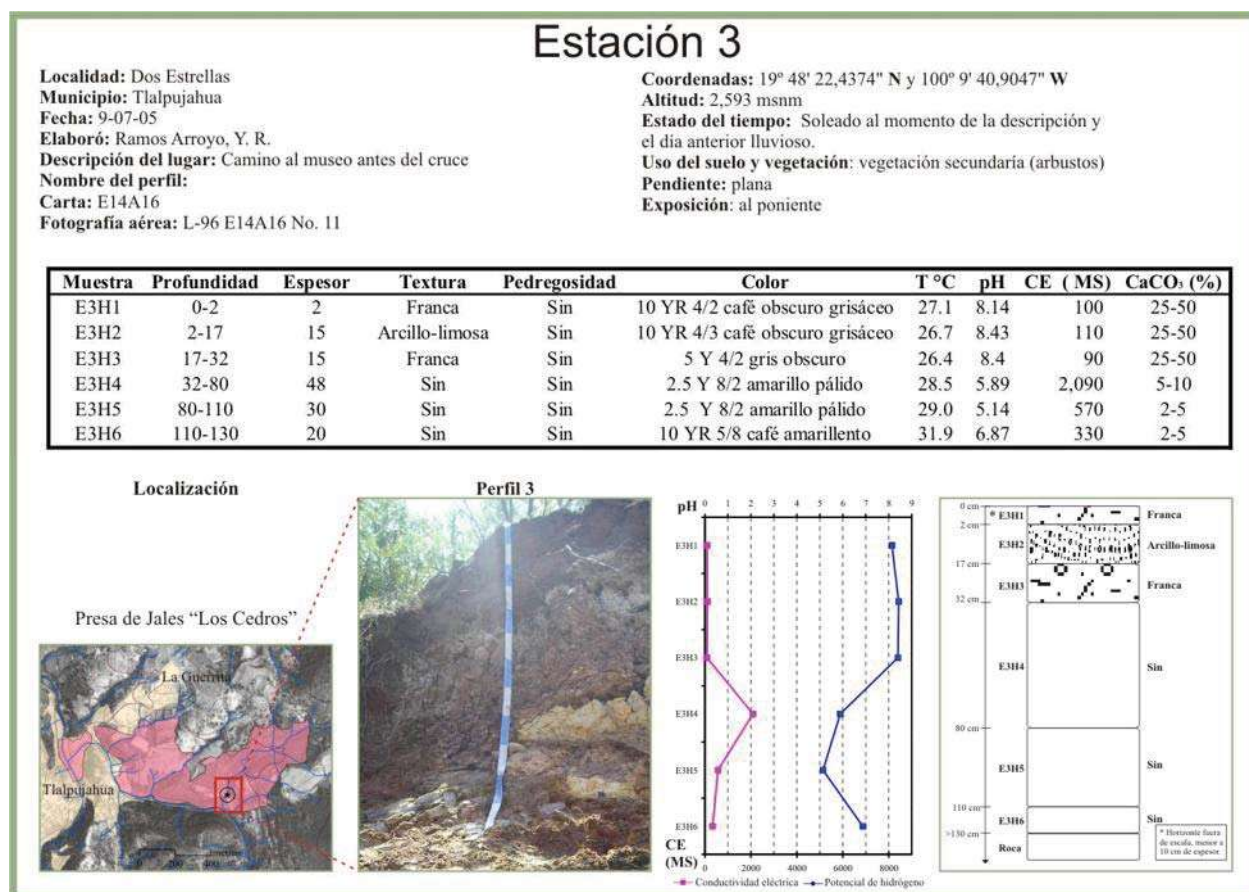 Estación 3
Localidad: Dos Estrellas
Municipio: Tlalpujahua
Fecha: 9-07-05
Elaboró: Ramos Arroyo, Y. R.
Descripción del lugar: Camino al museo antes del cruce
Nombre del perfil:
Carta: E14A16
Fotografía aérea: L-96 E14A16 No. 11
Coordenadas: 19º 48' 22,4374" N y 100º 9' 40,9047" W
Altitud: 2,593 msnm
Estado del tiempo: Soleado al momento de la descripción y
el día anterior lluvioso.
Uso del suelo y vegetación: vegetación secundaría (arbustos)
Pendiente: plana
Exposición: al poniente
Muestra Profundidad Espesor Textura Pedregosidad Color T °C pH CE ( MS) CaCO₃ (%)
E3H1 0-2 2 Franca Sin 10 YR 4/2 café obscuro grisáceo 27.1 8.14 100 25-50
E3H2 2-17 15 Arcillo-limosa Sin 10 YR 4/3 café obscuro grisáceo 26.7 8.43 110 25-50
E3H3 17-32 15 Franca Sin 5 Y 4/2 gris obscuro 26.4 8.4 90 25-50
E3H4 32-80 48 Sin Sin 2.5 Y 8/2 amarillo pálido 28.5 5.89 2,090 5-10
E3H5 80-110 30 Sin Sin 2.5 Y 8/2 amarillo pálido 29.0 5.14 570 2-5
E3H6 110-130 20 Sin Sin 10 YR 5/8 café amarillento 31.9 6.87 330 2-5
Localización
Presa de Jales "Los Cedros"
La Guerrita
Tlalpujahua
0 200 400
Perfil 3
pH 0 1 2 3 4 5 6 7 8 9
E3H1
E3H2
E3H3
E3H4
E3H5
E3H6
CE
(MS)
0 2000 4000 6000 8000
Conductividad eléctrica Potencial de hidrógeno
0 cm
* E3H1 Franca
2 cm
E3H2 Arcillo-limosa
17 cm
E3H3 Franca
32 cm
E3H4 Sin
80 cm
E3H5 Sin
110 cm
E3H6 Sin
>130 cm
Roca
* Horizonte fuera
de escala, menor a
10 cm de espesor